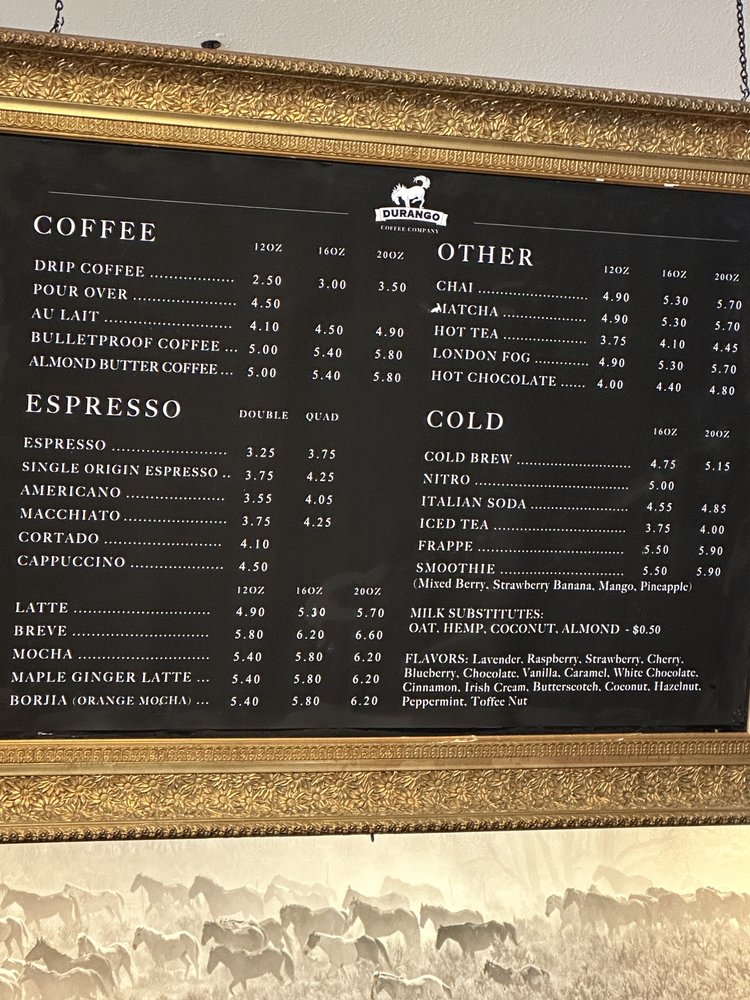 DURANGO
COFFEE COMPANY
COFFEE 12OZ 16OZ 20OZ
DRIP COFFEE 2.50 3.00 3.50
POUR OVER 4.50
AU LAIT 4.10 4.50 4.90
BULLETPROOF COFFEE ... 5.00 5.40 5.80
ALMOND BUTTER COFFEE ... 5.00 5.40 5.80
ESPRESSO DOUBLE QUAD
ESPRESSO 3.25 3.75
SINGLE ORIGIN ESPRESSO .. 3.75 4.25
AMERICANO 3.55 4.05
MACCHIATO 3.75 4.25
CORTADO 4.10
CAPPUCCINO 4.50
12OZ 16OZ 20OZ
LATTE 4.90 5.30 5.70
BREVE 5.80 6.20 6.60
MOCHA 5.40 5.80 6.20
MAPLE GINGER LATTE ... 5.40 5.80 6.20
BORJIA (ORANGE MOCHA) ... 5.40 5.80 6.20
OTHER 12OZ 16OZ 20OZ
CHAI 4.90 5.30 5.70
MATCHA 4.90 5.30 5.70
HOT TEA 3.75 4.10 4.45
LONDON FOG 4.90 5.30 5.70
HOT CHOCOLATE 4.00 4.40 4.80
COLD 16OZ 20OZ
COLD BREW 4.75 5.15
NITRO 5.00
ITALIAN SODA 4.55 4.85
ICED TEA 3.75 4.00
FRAPPE 5.50 5.90
SMOOTHIE 5.50 5.90
(Mixed Berry, Strawberry Banana, Mango, Pineapple)
MILK SUBSTITUTES:
OAT, HEMP, COCONUT, ALMOND - $0.50
FLAVORS: Lavender, Raspberry, Strawberry, Cherry,
Blueberry, Chocolate, Vanilla, Caramel, White Chocolate,
Cinnamon, Irish Cream, Butterscotch, Coconut, Hazelnut,
Peppermint, Toffee Nut